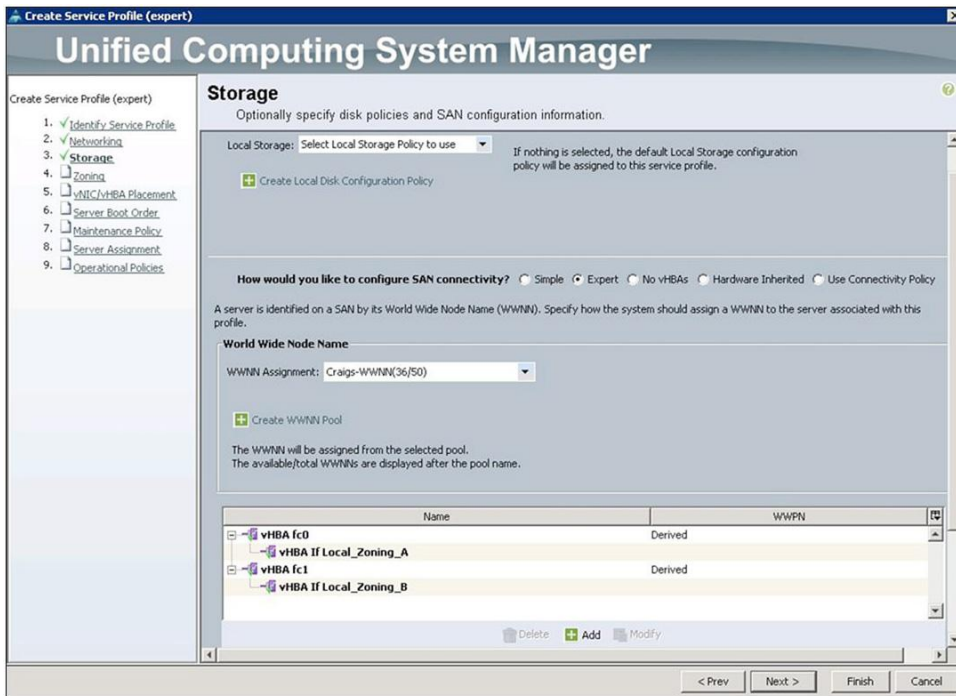 Create Service Profile (expert)
Unified Computing System Manager
Create Service Profile (expert)
1. Identify Service Profile
2. Networking
3. Storage
4. Zoning
5. vNIC/vHBA Placement
6. Server Boot Order
7. Maintenance Policy
8. Server Assignment
9. Operational Policies
Storage
Optionally specify disk policies and SAN configuration information.
Local Storage: Select Local Storage Policy to use
If nothing is selected, the default Local Storage configuration
policy will be assigned to this service profile.
Create Local Disk Configuration Policy
How would you like to configure SAN connectivity? Simple Expert No vHBAs Hardware Inherited Use Connectivity Policy
A server is identified on a SAN by its World Wide Node Name (WWNN). Specify how the system should assign a WWNN to the server associated with this
profile.
World Wide Node Name
WWNN Assignment: Craigs-WWNN(36/50)
Create WWNN Pool
The WWNN will be assigned from the selected pool.
The available/total WWNNs are displayed after the pool name.
Name WWPN
vHBA fc0 Derived
vHBA If Local_Zoning_A
vHBA fc1 Derived
vHBA If Local_Zoning_B
Delete Add Modify
< Prev Next > Finish Cancel